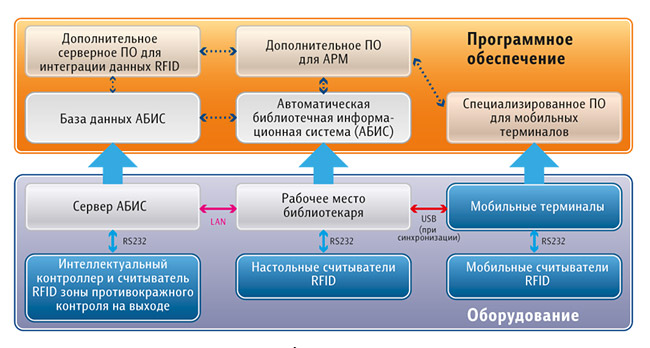 Программное
обеспечение
Дополнительное
серверное ПО для
интеграции данных RFID
Дополнительное ПО
для АРМ
База данных АБИС
Автоматическая
библиотечная информа-
ционная система (АБИС)
Специализированное ПО
для мобильных
терминалов
Сервер АБИС
LAN
Рабочее место
библиотекаря
USB
(при
синхронизации)
Мобильные терминалы
RS232
RS232
RS232
Интеллектуальный
контроллер и считыватель
RFID зоны противокражного
контроля на выходе
Настольные считыватели
RFID
Мобильные считыватели
RFID
Оборудование